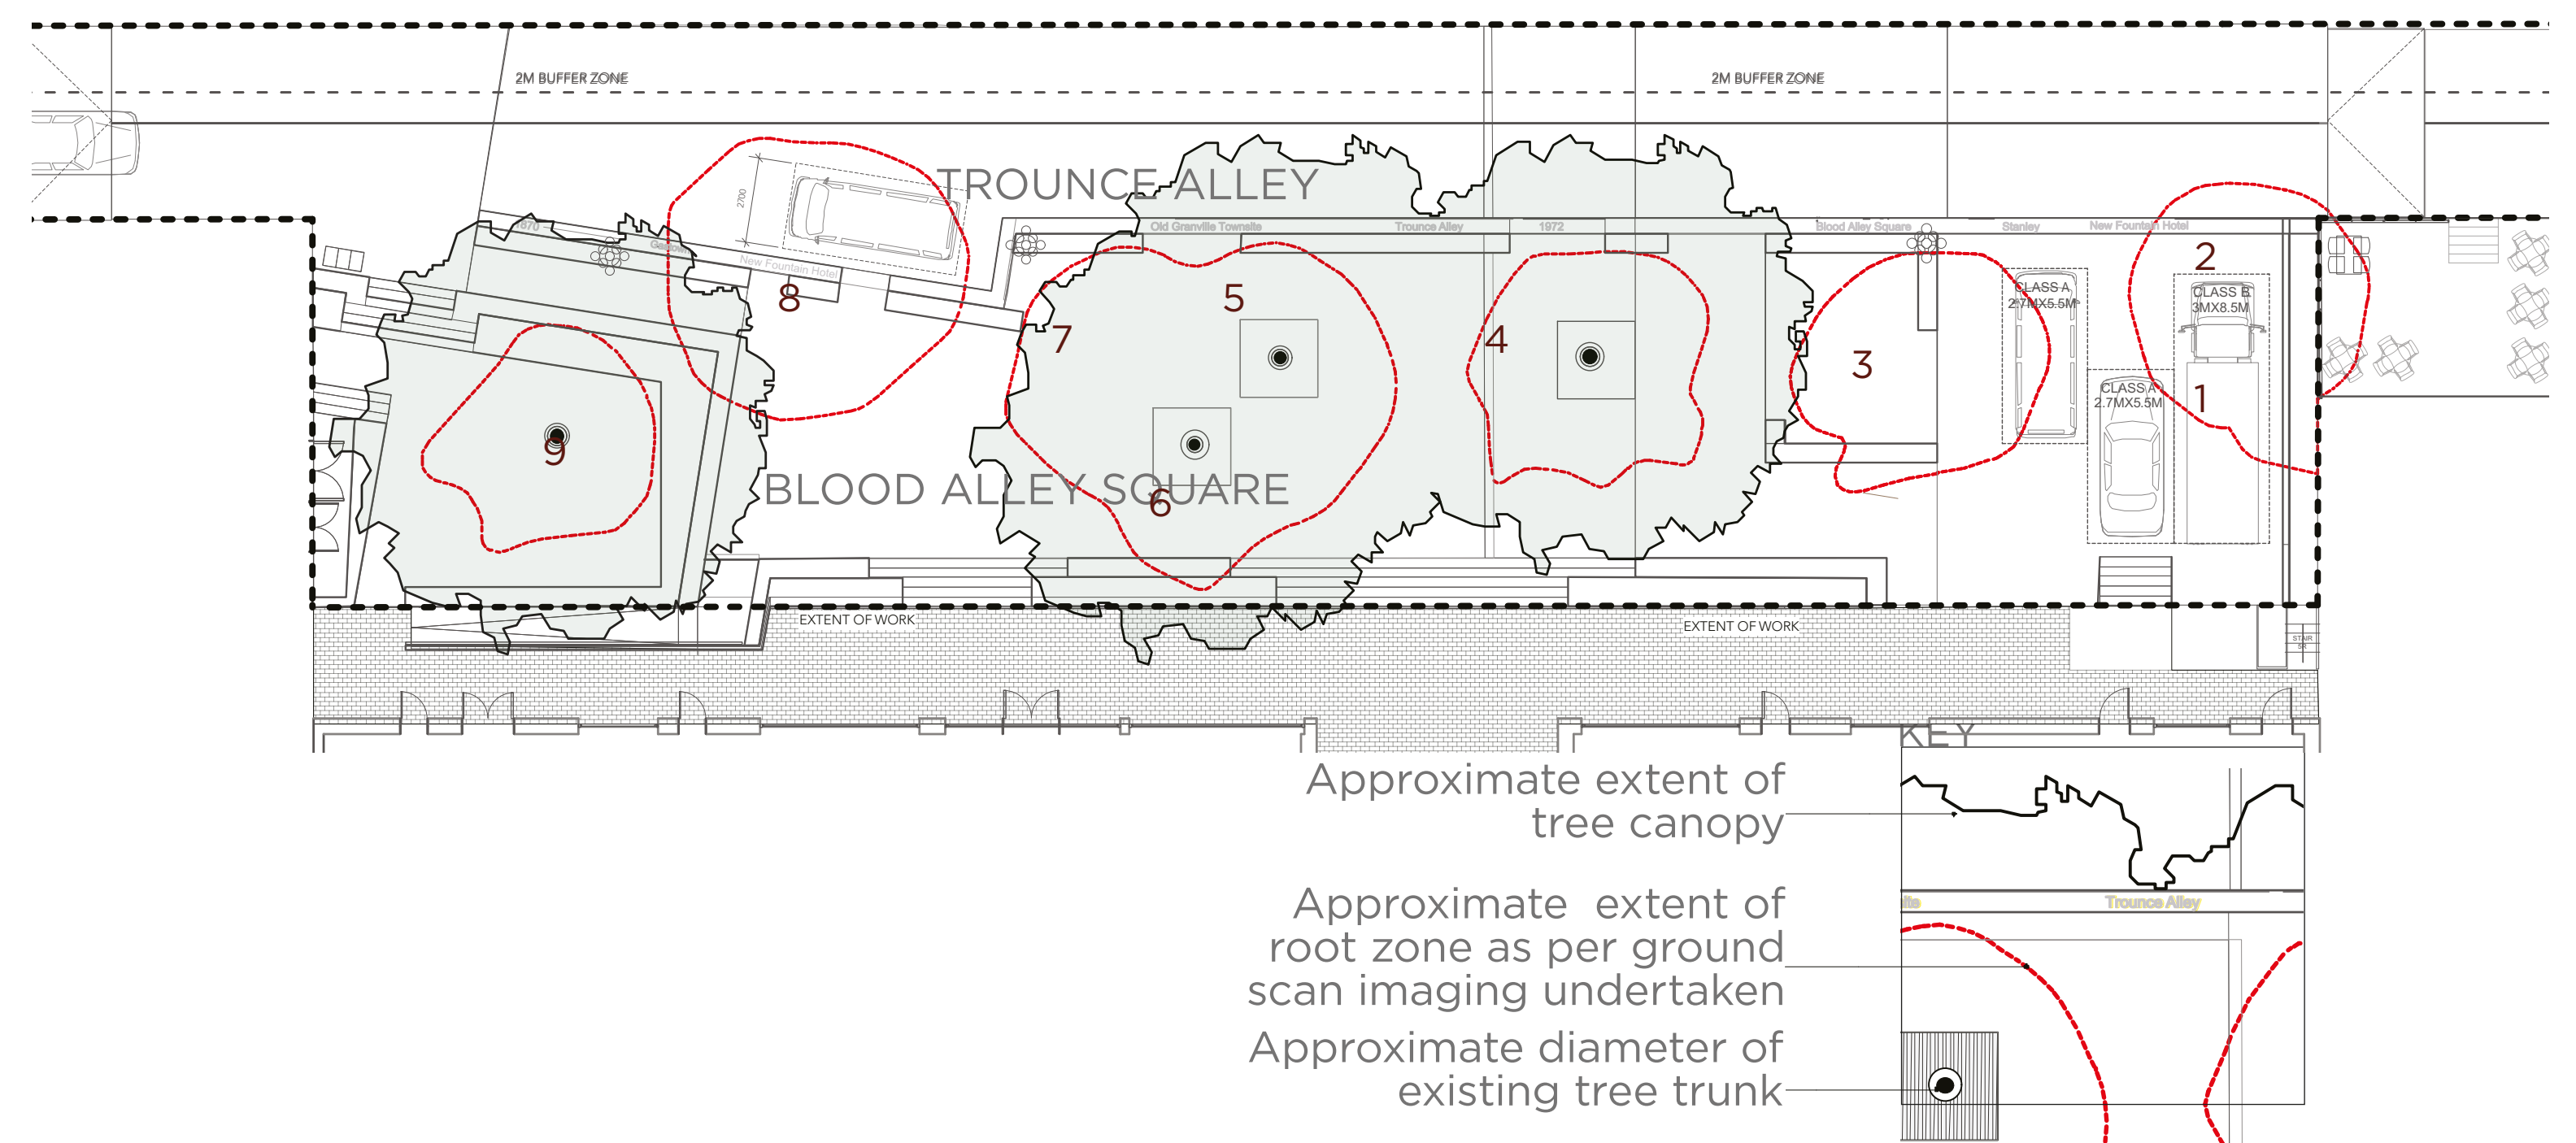 2M BUFFER ZONE
2M BUFFER ZONE
TROUNCE ALLEY
2700
1870
New Fountain Hotel
Old Granville Townsite
Trounce Alley
1972
Blood Alley Square
Stanley
New Fountain Hotel
2
CLASS A
2.7MX5.5M
CLASS B
3MX8.5M
8
5
7
4
3
1
CLASS A
2.7MX5.5M
9
6
BLOOD ALLEY SQUARE
EXTENT OF WORK
EXTENT OF WORK
STAIR
5R
KEY
Approximate extent of
tree canopy
Approximate extent of
root zone as per ground
scan imaging undertaken
Approximate diameter of
existing tree trunk
Trounce Alley